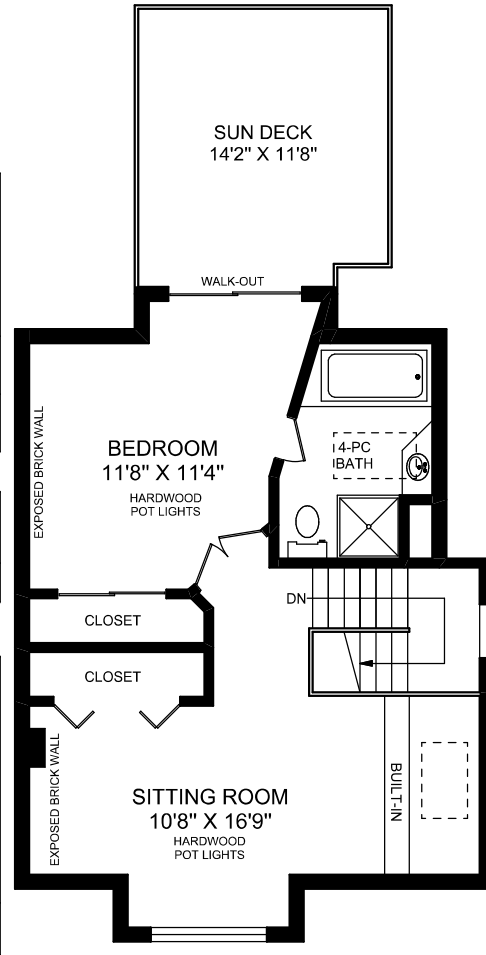 SUN DECK
14'2" X 11'8"
WALK-OUT
EXPOSED BRICK WALL
BEDROOM
11'8" X 11'4"
HARDWOOD
POT LIGHTS
4-PC
BATH
CLOSET
DN
CLOSET
EXPOSED BRICK WALL
SITTING ROOM
10'8" X 16'9"
HARDWOOD
POT LIGHTS
BUILT-IN